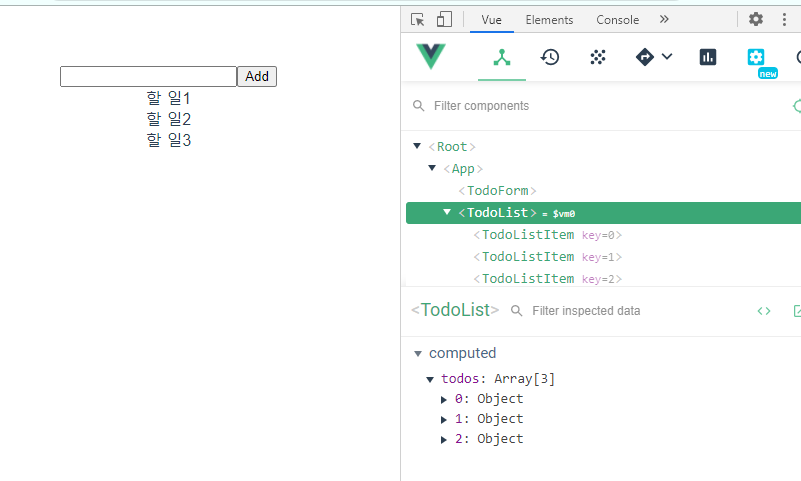 Add
할 일1
할 일2
할 일3
Vue Elements Console »
new
Filter components
<Root>
<App>
<TodoForm>
<TodoList> = $vm0
<TodoListItem key=0>
<TodoListItem key=1>
<TodoListItem key=2>
<TodoList> Filter inspected data <>
computed
todos: Array[3]
0: Object
1: Object
2: Object